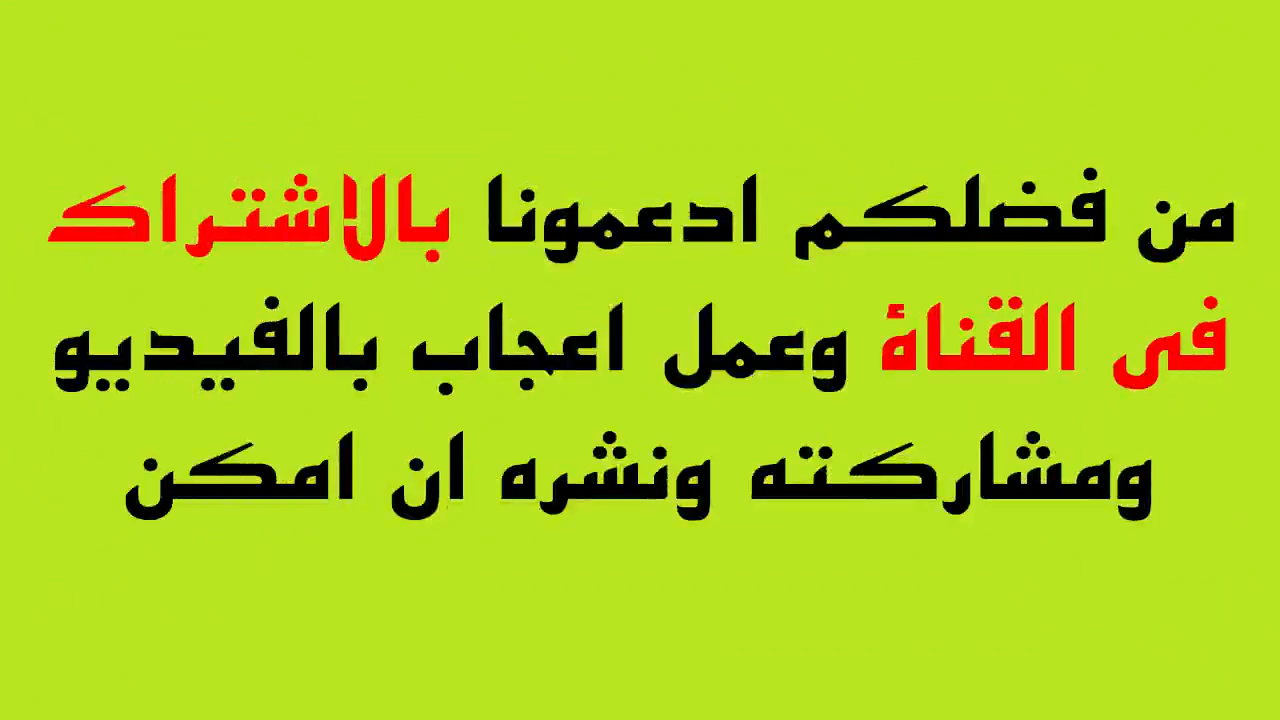 من فضلكم ادعمونا بالاشتراك
فى القناة وعمل اعجاب بالفيديو
ومشاركته ونشره ان امكن